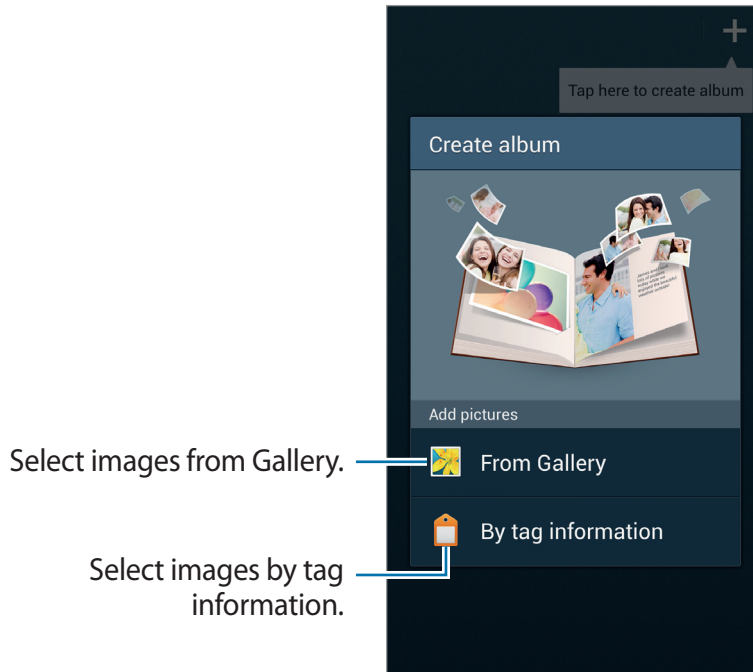 +
Tap here to create album
Create album
Add pictures
Select images from Gallery.
From Gallery
By tag information
Select images by tag
information.